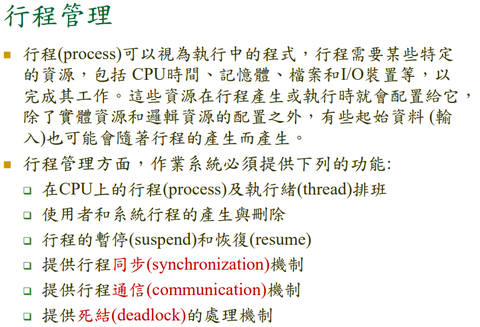 行程管理
行程(process)可以視為執行中的程式，行程需要某些特定
的資源，包括 CPU時間、記憶體、檔案和I/O裝置等，以
完成其工作。這些資源在行程產生或執行時就會配置給它，
除了實體資源和邏輯資源的配置之外，有些起始資料 (輸
入)也可能會隨著行程的產生而產生。
行程管理方面，作業系統必須提供下列的功能:
在CPU上的行程(process)及執行緒(thread)排班
使用者和系統行程的產生與刪除
行程的暫停(suspend)和恢復(resume)
提供行程同步(synchronization)機制
提供行程通信(communication)機制
提供死結(deadlock)的處理機制